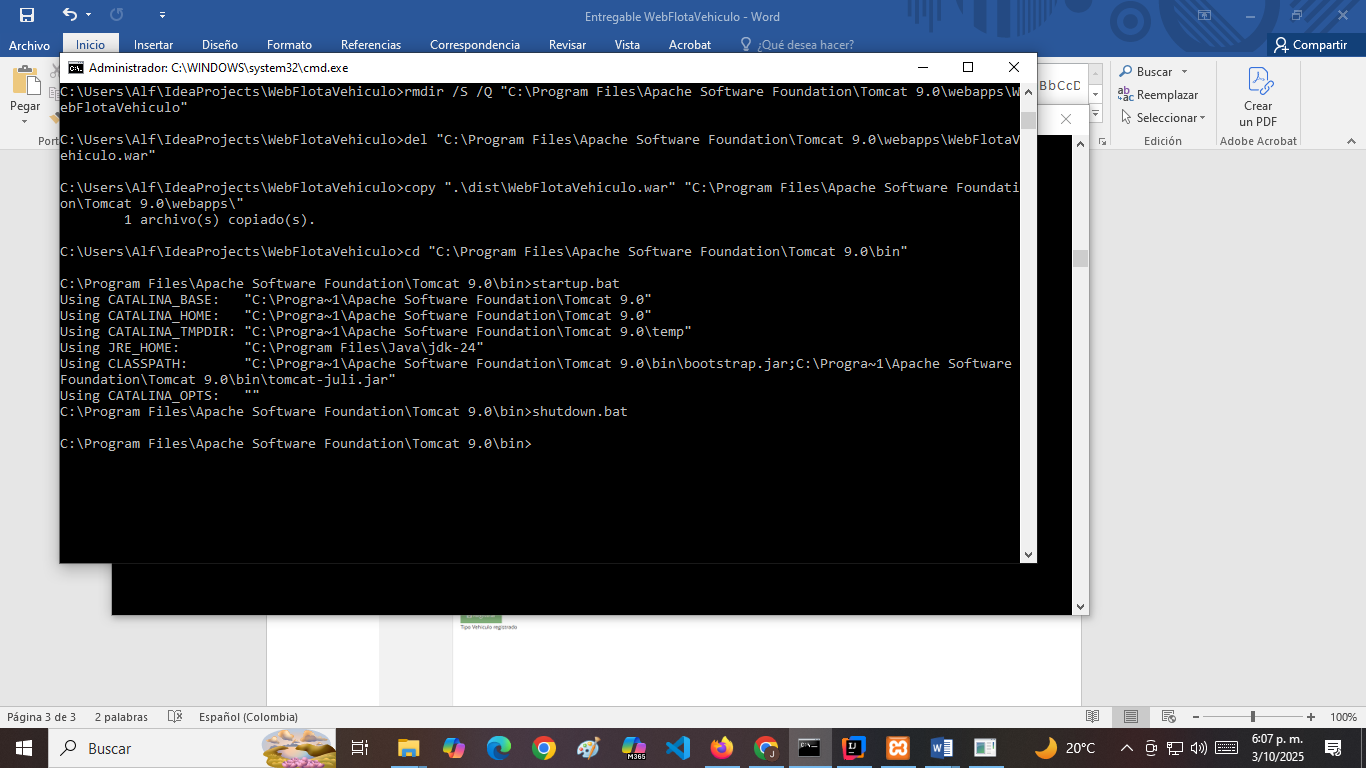 Entregable WebFlotaVehiculo - Word
Archivo Inicio Insertar Diseño Formato Referencias Correspondencia Revisar Vista Acrobat ¿Qué desea hacer? Compartir
Administrador: C:\WINDOWS\system32\cmd.exe
Pegar
BbCcD
Buscar
Reemplazar
Seleccionar
Edición
Crear
un PDF
Adobe Acrobat
C:\Users\Alf\IdeaProjects\WebFlotaVehiculo>rmdir /S /Q "C:\Program Files\Apache Software Foundation\Tomcat 9.0\webapps\W
ebFlotaVehiculo"
C:\Users\Alf\IdeaProjects\WebFlotaVehiculo>del "C:\Program Files\Apache Software Foundation\Tomcat 9.0\webapps\WebFlotaV
ehiculo.war"
C:\Users\Alf\IdeaProjects\WebFlotaVehiculo>copy ".\dist\WebFlotaVehiculo.war" "C:\Program Files\Apache Software Foundati
on\Tomcat 9.0\webapps\"
1 archivo(s) copiado(s).
C:\Users\Alf\IdeaProjects\WebFlotaVehiculo>cd "C:\Program Files\Apache Software Foundation\Tomcat 9.0\bin"
C:\Program Files\Apache Software Foundation\Tomcat 9.0\bin>startup.bat
Using CATALINA_BASE: "C:\Progra~1\Apache Software Foundation\Tomcat 9.0"
Using CATALINA_HOME: "C:\Progra~1\Apache Software Foundation\Tomcat 9.0"
Using CATALINA_TMPDIR: "C:\Progra~1\Apache Software Foundation\Tomcat 9.0\temp"
Using JRE_HOME: "C:\Program Files\Java\jdk-24"
Using CLASSPATH: "C:\Progra~1\Apache Software Foundation\Tomcat 9.0\bin\bootstrap.jar;C:\Progra~1\Apache Software
Foundation\Tomcat 9.0\bin\tomcat-juli.jar"
Using CATALINA_OPTS: ""
C:\Program Files\Apache Software Foundation\Tomcat 9.0\bin>shutdown.bat
C:\Program Files\Apache Software Foundation\Tomcat 9.0\bin>
Tipo Vehiculo registrado
Página 3 de 3 2 palabras Español (Colombia) 100%
Buscar
M365
20°C
6:07 p. m.
3/10/2025